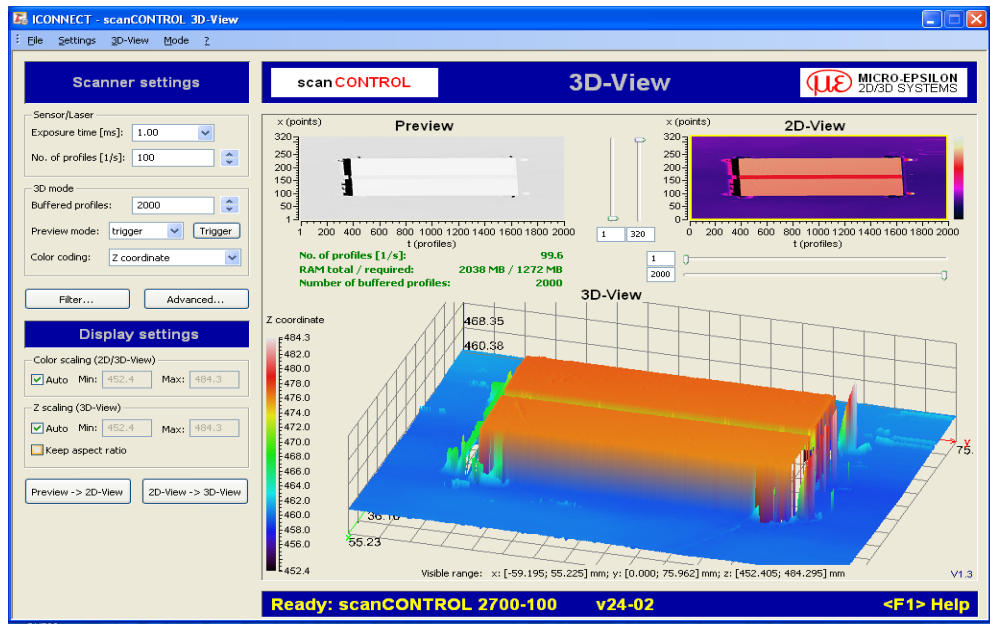 ICONNECT - scanCONTROL 3D-View
File Settings 3D-View Mode ?
Scanner settings
Sensor/Laser
Exposure time [ms]: 1.00
No. of profiles [1/s]: 100
3D mode
Buffered profiles: 2000
Preview mode: trigger Trigger
Color coding: Z coordinate
Filter... Advanced...
Display settings
Color scaling (2D/3D-View)
Auto Min: 452.4 Max: 484.3
Z scaling (3D-View)
Auto Min: 452.4 Max: 484.3
Keep aspect ratio
Preview -> 2D-View 2D-View -> 3D-View
scanCONTROL 3D-View με MICRO-EPSILON
2D/3D SYSTEMS
x (points) Preview
320
250
200
150
100
50
1
0 200 400 600 800 1000 1200 1400 1600 1800 2000
t (profiles)
1 320
x (points) 2D-View
320
250
200
150
100
50
0
0 200 400 600 800 1000 1200 1400 1600 1800 2000
t (profiles)
1
2000
No. of profiles [1/s]: 99.6
RAM total / required: 2038 MB / 1272 MB
Number of buffered profiles: 2000
3D-View
Z coordinate
484.3
482.0
480.0
478.0
476.0
474.0
472.0
470.0
468.0
466.0
464.0
462.0
460.0
458.0
456.0
452.4
468.35
460.38
75.
55.23
Visible range: x: [-59.195; 55.225] mm; y: [0.000; 75.962] mm; z: [452.405; 484.295] mm
V1.3
Ready: scanCONTROL 2700-100 v24-02 <F1> Help